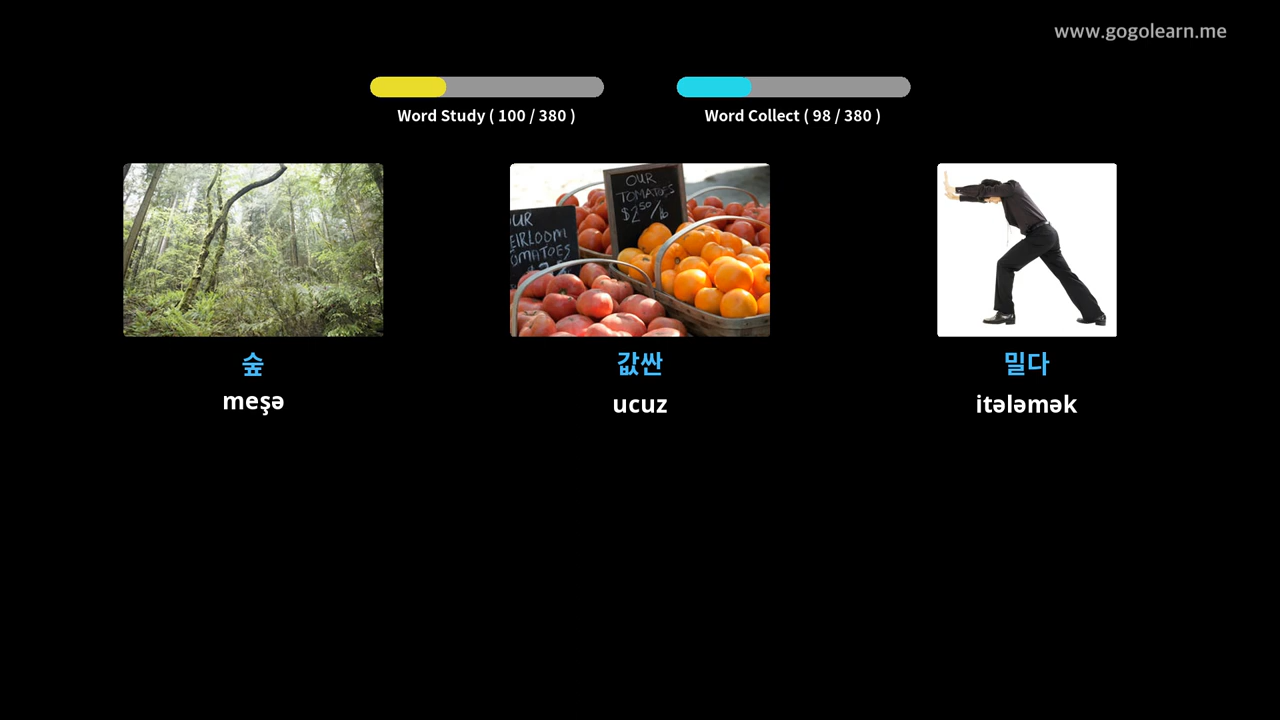 www.gogolearn.me
Word Study ( 100 / 380 )
Word Collect ( 98 / 380 )
OUR
TOMATOES
$2.50/lb
UR
EIRLOOM
OMATOES
숲
값싼
밀다
meşə
ucuz
itələmək